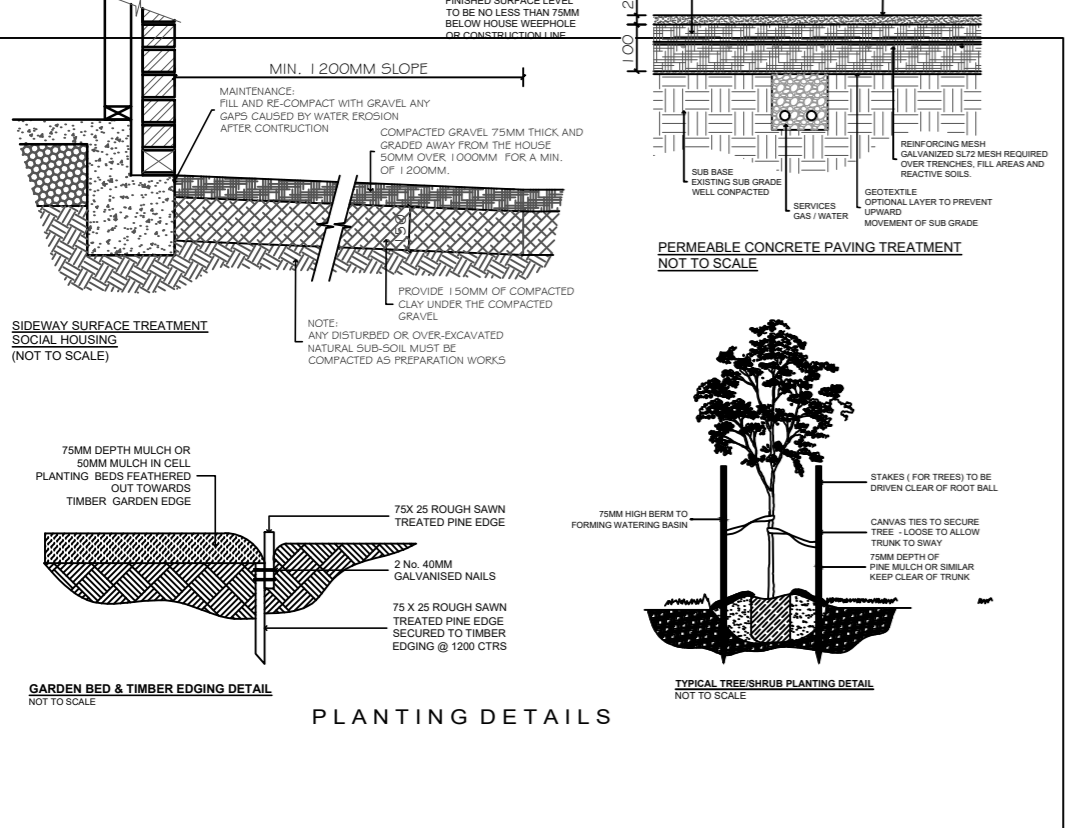 FINISHED SURFACE LEVEL
TO BE NO LESS THAN 75MM
BELOW HOUSE WEEPHOLE
OR CONSTRUCTION LINE
MIN. 1200MM SLOPE
MAINTENANCE:
FILL AND RE-COMPACT WITH GRAVEL ANY
GAPS CAUSED BY WATER EROSION
AFTER CONTRUCTION
COMPACTED GRAVEL 75MM THICK AND
GRADED AWAY FROM THE HOUSE
50MM OVER 1000MM FOR A MIN.
OF 1200MM.
150
PROVIDE 150MM OF COMPACTED
CLAY UNDER THE COMPACTED
GRAVEL
NOTE:
ANY DISTURBED OR OVER-EXCAVATED
NATURAL SUB-SOIL MUST BE
COMPACTED AS PREPARATION WORKS
SIDEWAY SURFACE TREATMENT
SOCIAL HOUSING
(NOT TO SCALE)
100
SUB BASE
EXISTING SUB GRADE
WELL CONPACTED
SERVICES
GAS / WATER
REINFORCING MESH
GALVANIZED SL72 MESH REQUIRED
OVER TRENCHES, FILL AREAS AND
REACTIVE SOILS.
GEOTEXTILE
OPTIONAL LAYER TO PREVENT
UPWARD
MOVEMENT OF SUB GRADE
PERMEABLE CONCRETE PAVING TREATMENT
NOT TO SCALE
75MM DEPTH MULCH OR
50MM MULCH IN CELL
PLANTING BEDS FEATHERED
OUT TOWARDS
TIMBER GARDEN EDGE
75X 25 ROUGH SAWN
TREATED PINE EDGE
2 No. 40MM
GALVANISED NAILS
75 X 25 ROUGH SAWN
TREATED PINE EDGE
SECURED TO TIMBER
EDGING @ 1200 CTRS
GARDEN BED & TIMBER EDGING DETAIL
NOT TO SCALE
75MM HIGH BERM TO
FORMING WATERING BASIN
STAKES ( FOR TREES) TO BE
DRIVEN CLEAR OF ROOT BALL
CANVAS TIES TO SECURE
TREE - LOOSE TO ALLOW
TRUNK TO SWAY
75MM DEPTH OF
PINE MULCH OR SIMILAR
KEEP CLEAR OF TRUNK
TYPICAL TREE/SHRUB PLANTING DETAIL
NOT TO SCALE
PLANTING DETAILS